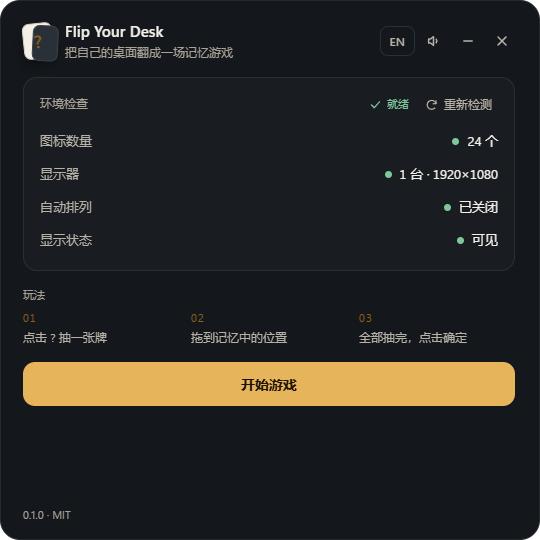 ?
Flip Your Desk
把自己的桌面翻成一场记忆游戏
EN
环境检查
就绪
重新检测
图标数量
24 个
显示器
1 台 · 1920×1080
自动排列
已关闭
显示状态
可见
玩法
01
02
03
点击 ? 抽一张牌
拖到记忆中的位置
全部抽完，点击确定
开始游戏
0.1.0 · MIT